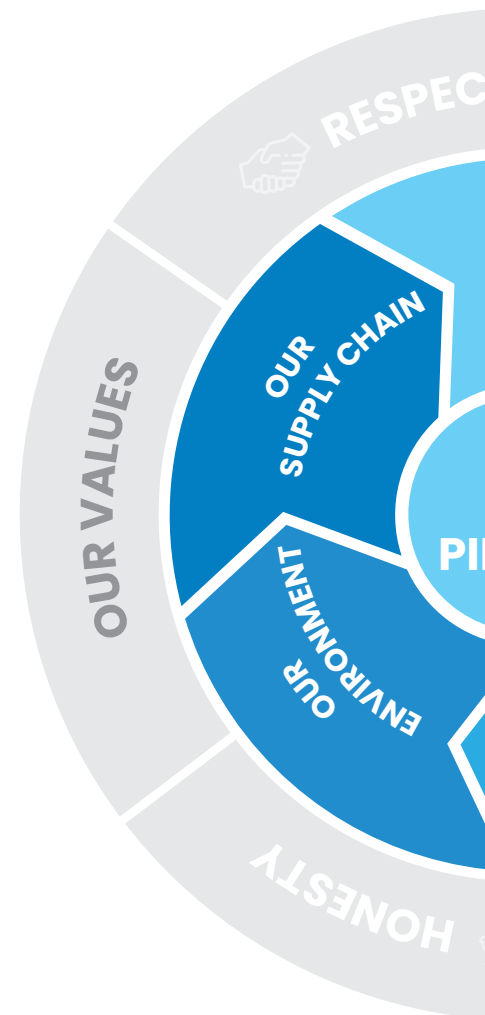 RESPEC
OUR
SUPPLY CHAIN
OUR VALUES
PI
OUR
ENVIRONMENT
HONESTY